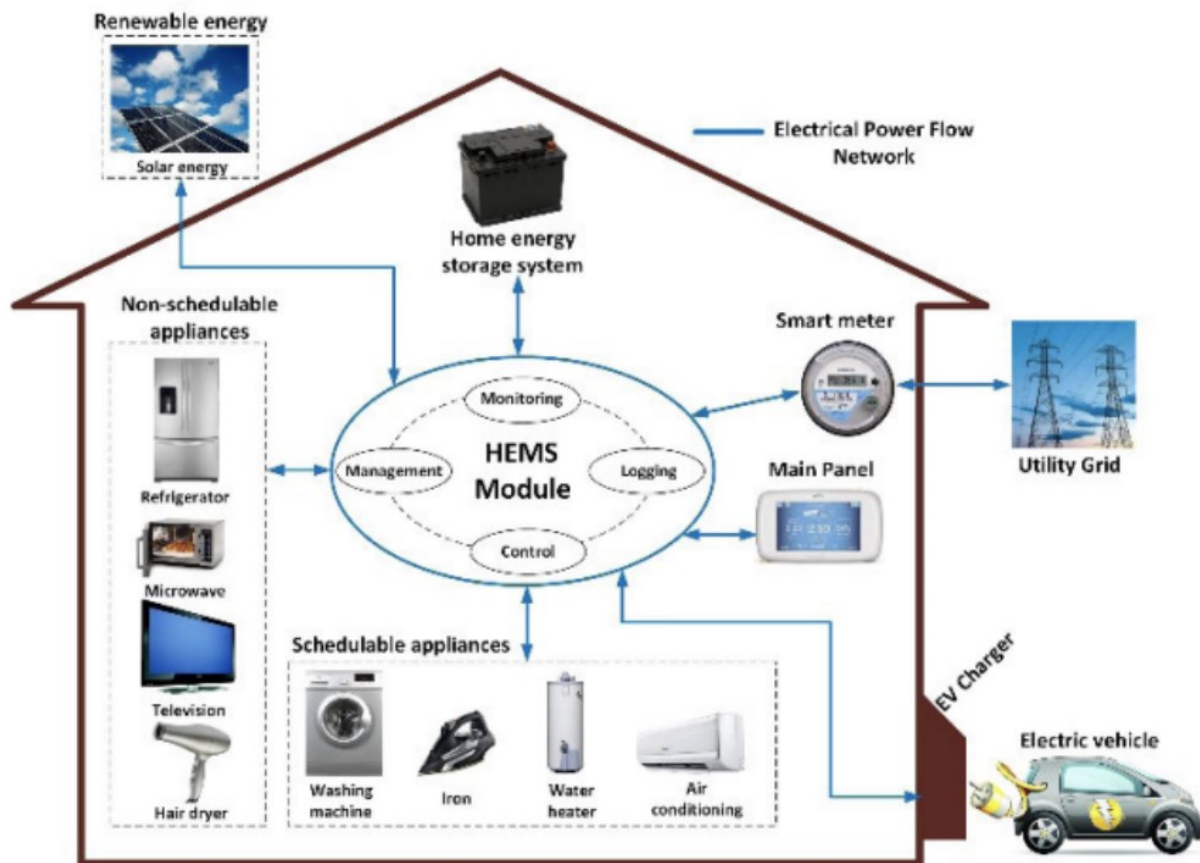 Renewable energy
Solar energy
Electrical Power Flow
Network
Home energy
storage system
Non-schedulable
appliances
Refrigerator
Microwave
Television
Hair dryer
Smart meter
Utility Grid
Main Panel
Monitoring
HEMS
Module
Management
Logging
Control
Schedulable appliances
Washing
machine
Iron
Water
heater
Air
conditioning
EV Charger
Electric vehicle